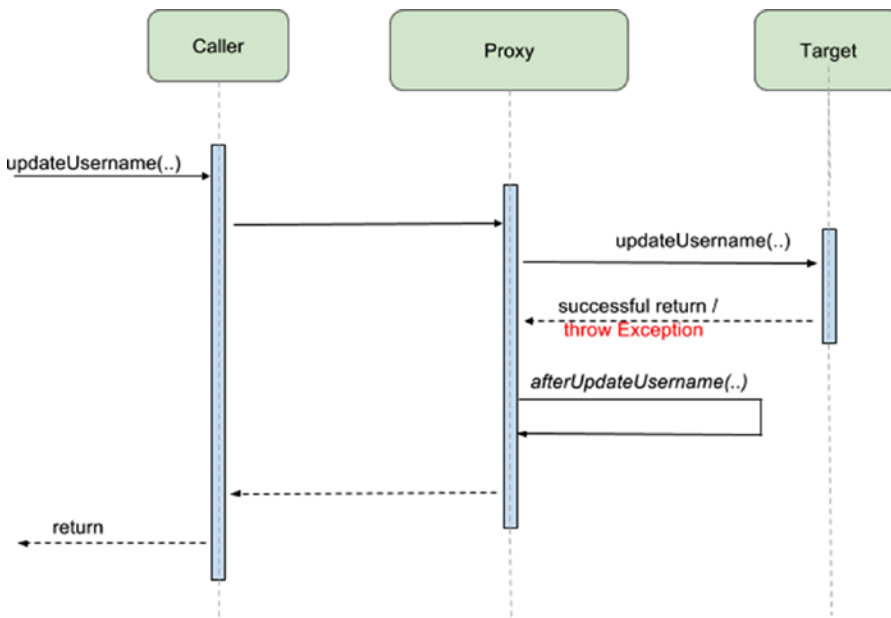 Caller
Proxy
Target
updateUsername(..)
updateUsername(..)
successful return /
throw Exception
afterUpdateUsername(..)
return